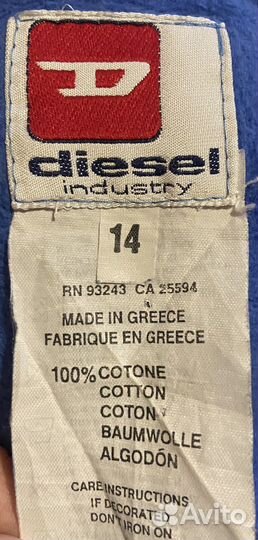 D
diesel
industry
14
RN 93243 CA 25594
MADE IN GREECE
FABRIQUE EN GREECE
100% COTONE
COTTON
COTON
BAUMWOLLE
ALGODÓN
CARE INSTRUCTIONS
IF DECORATED
DON'T IRON ON
Avito